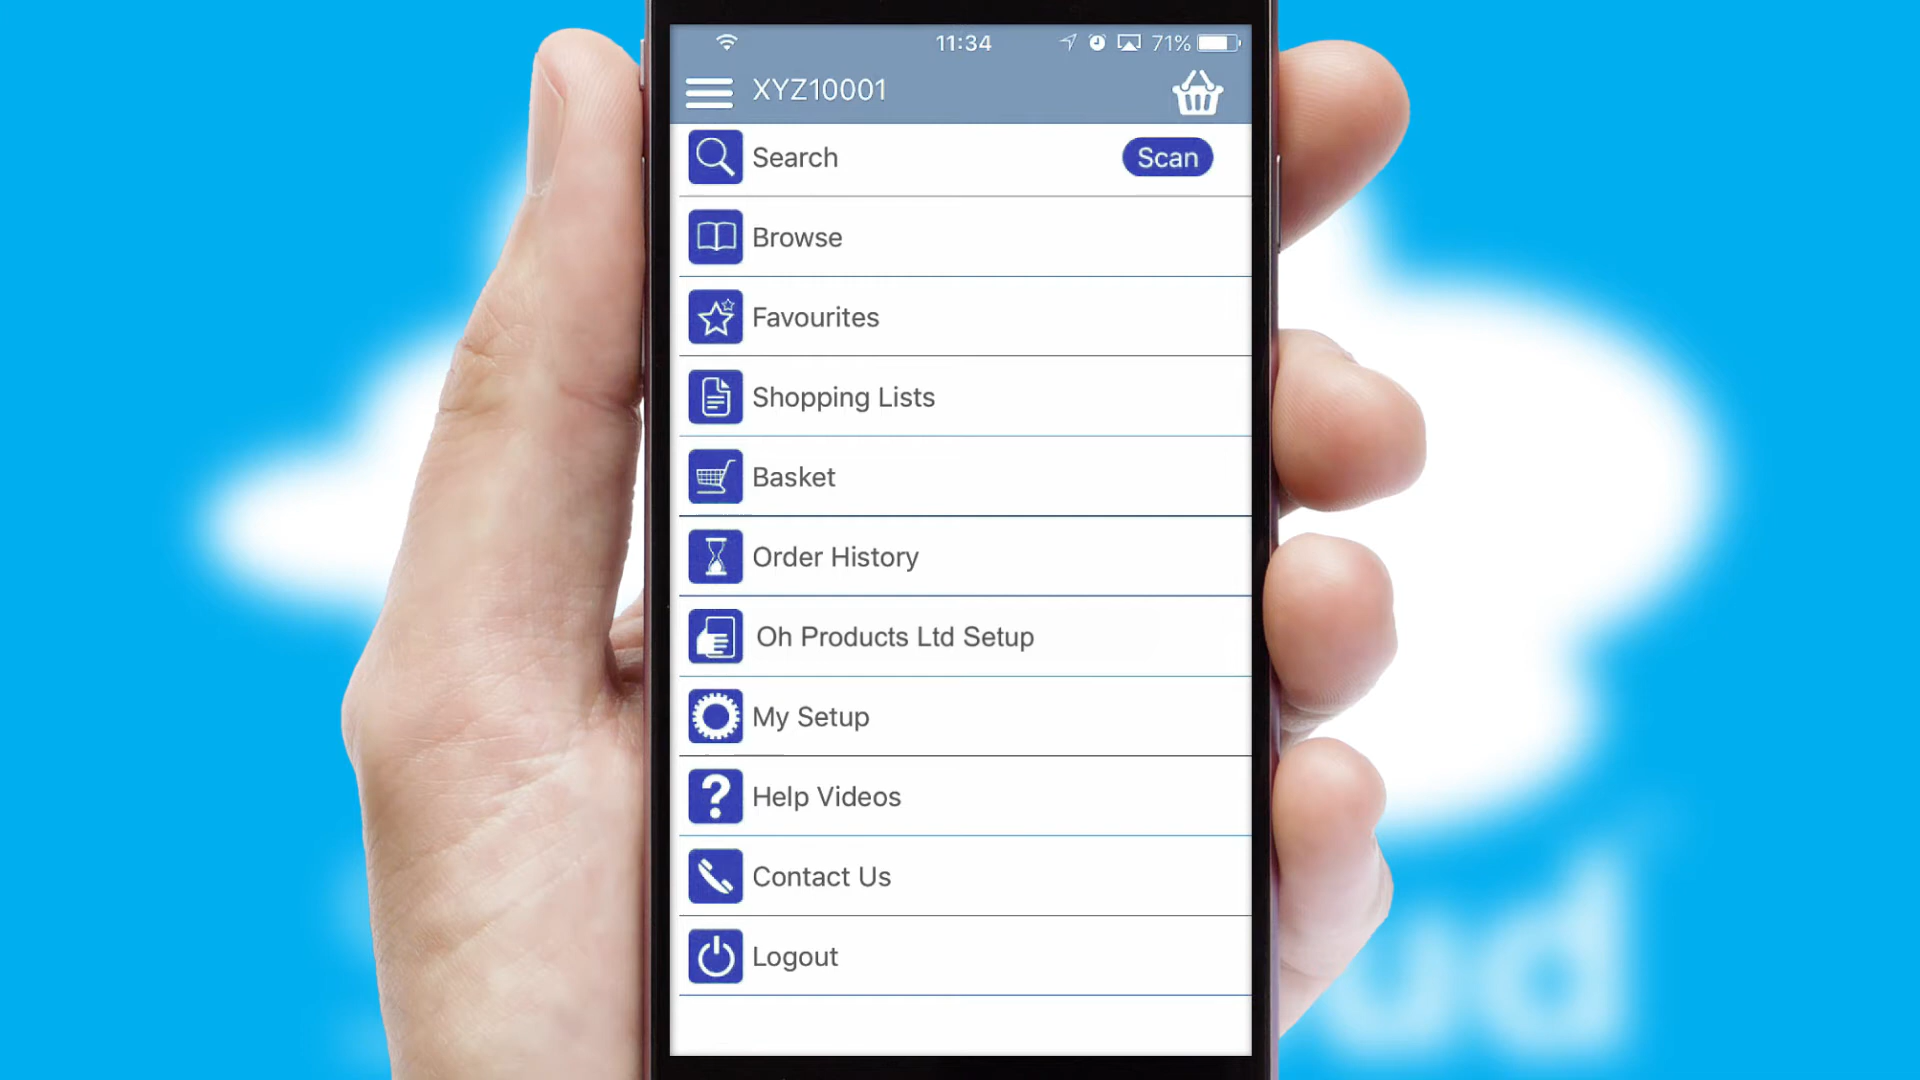 11:34 71%
XYZ10001
Search Scan
Browse
Favourites
Shopping Lists
Basket
Order History
Oh Products Ltd Setup
My Setup
Help Videos
Contact Us
Logout
ud